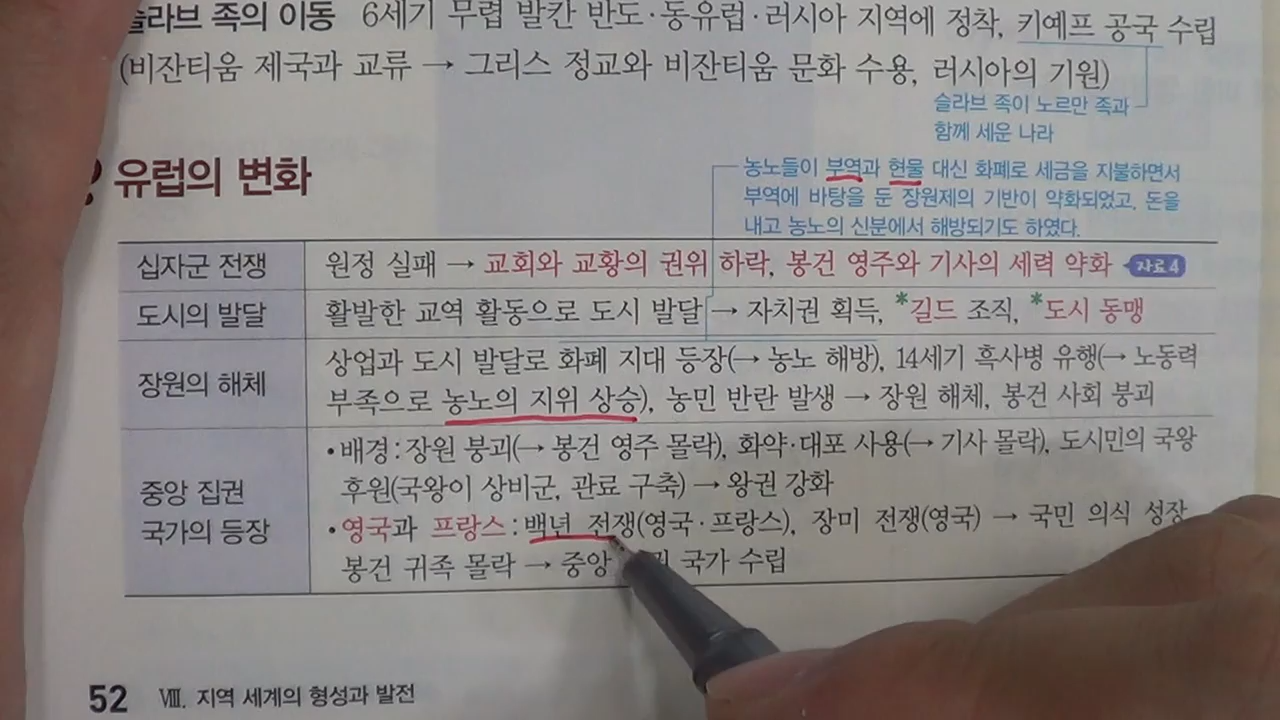 슬라브 족의 이동 6세기 무렵 발칸 반도·동유럽·러시아 지역에 정착, 키예프 공국 수립
(비잔티움 제국과 교류 → 그리스 정교와 비잔티움 문화 수용, 러시아의 기원)
슬라브 족이 노르만 족과
함께 세운 나라
유럽의 변화
농노들이 부역과 현물 대신 화폐로 세금을 지불하면서
부역에 바탕을 둔 장원제의 기반이 약화되었고, 돈을
내고 농노의 신분에서 해방되기도 하였다.
십자군 전쟁 원정 실패 → 교회와 교황의 권위 하락, 봉건 영주와 기사의 세력 약화 자료4
도시의 발달 활발한 교역 활동으로 도시 발달 → 자치권 획득, *길드 조직, *도시 동맹
장원의 해체 상업과 도시 발달로 화폐 지대 등장(→ 농노 해방), 14세기 흑사병 유행(→ 노동력
부족으로 농노의 지위 상승), 농민 반란 발생 → 장원 해체, 봉건 사회 붕괴
중앙 집권
국가의 등장
•배경: 장원 붕괴(→ 봉건 영주 몰락), 화약·대포 사용(→ 기사 몰락), 도시민의 국왕
후원(국왕이 상비군, 관료 구축) → 왕권 강화
•영국과 프랑스: 백년 전쟁(영국·프랑스), 장미 전쟁(영국) → 국민 의식 성장
봉건 귀족 몰락 → 중앙 국가 수립
52 Ⅷ. 지역 세계의 형성과 발전